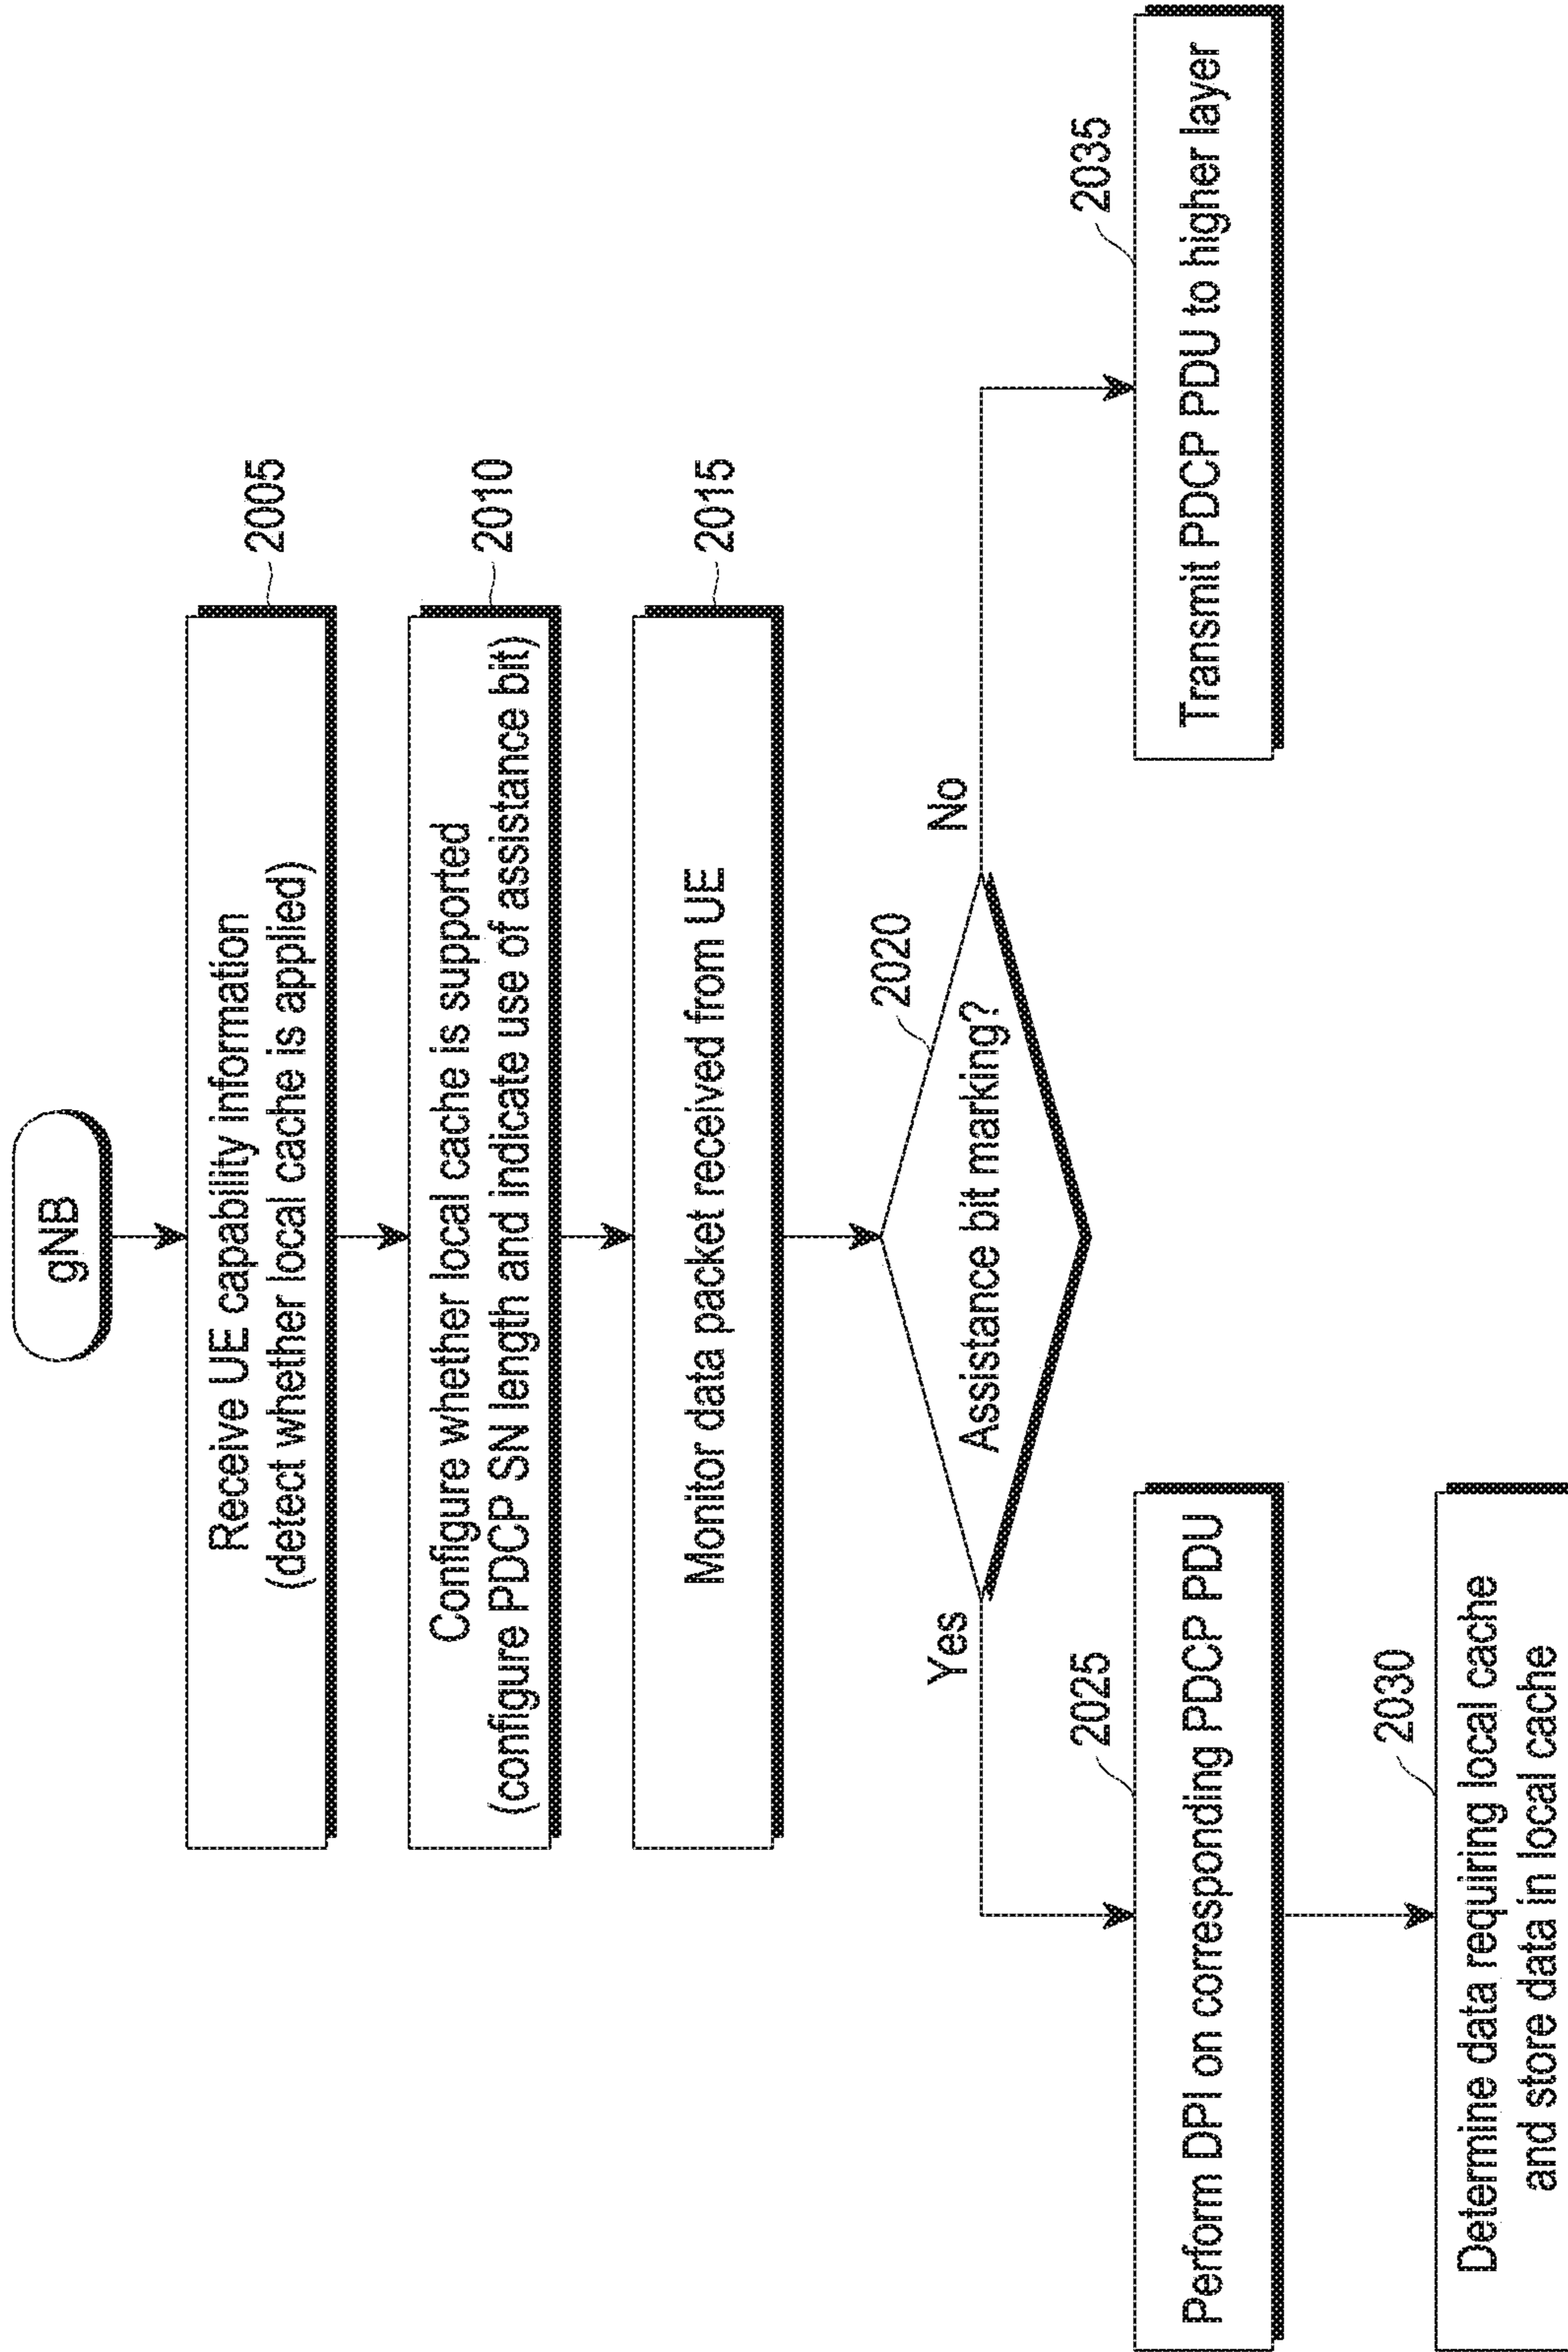 gNB
Receive UE capability information
(detect whether local cache is applied)
2005
Configure whether local cache is supported
(configure PDCP SN length and indicate use of assistance bit)
2010
Monitor data packet received from UE
2015
Assistance bit marking?
2020
Yes
No
Perform DPI on corresponding PDCP PDU
2025
Transmit PDCP PDU to higher layer
2035
Determine data requiring local cache
and store data in local cache
2030